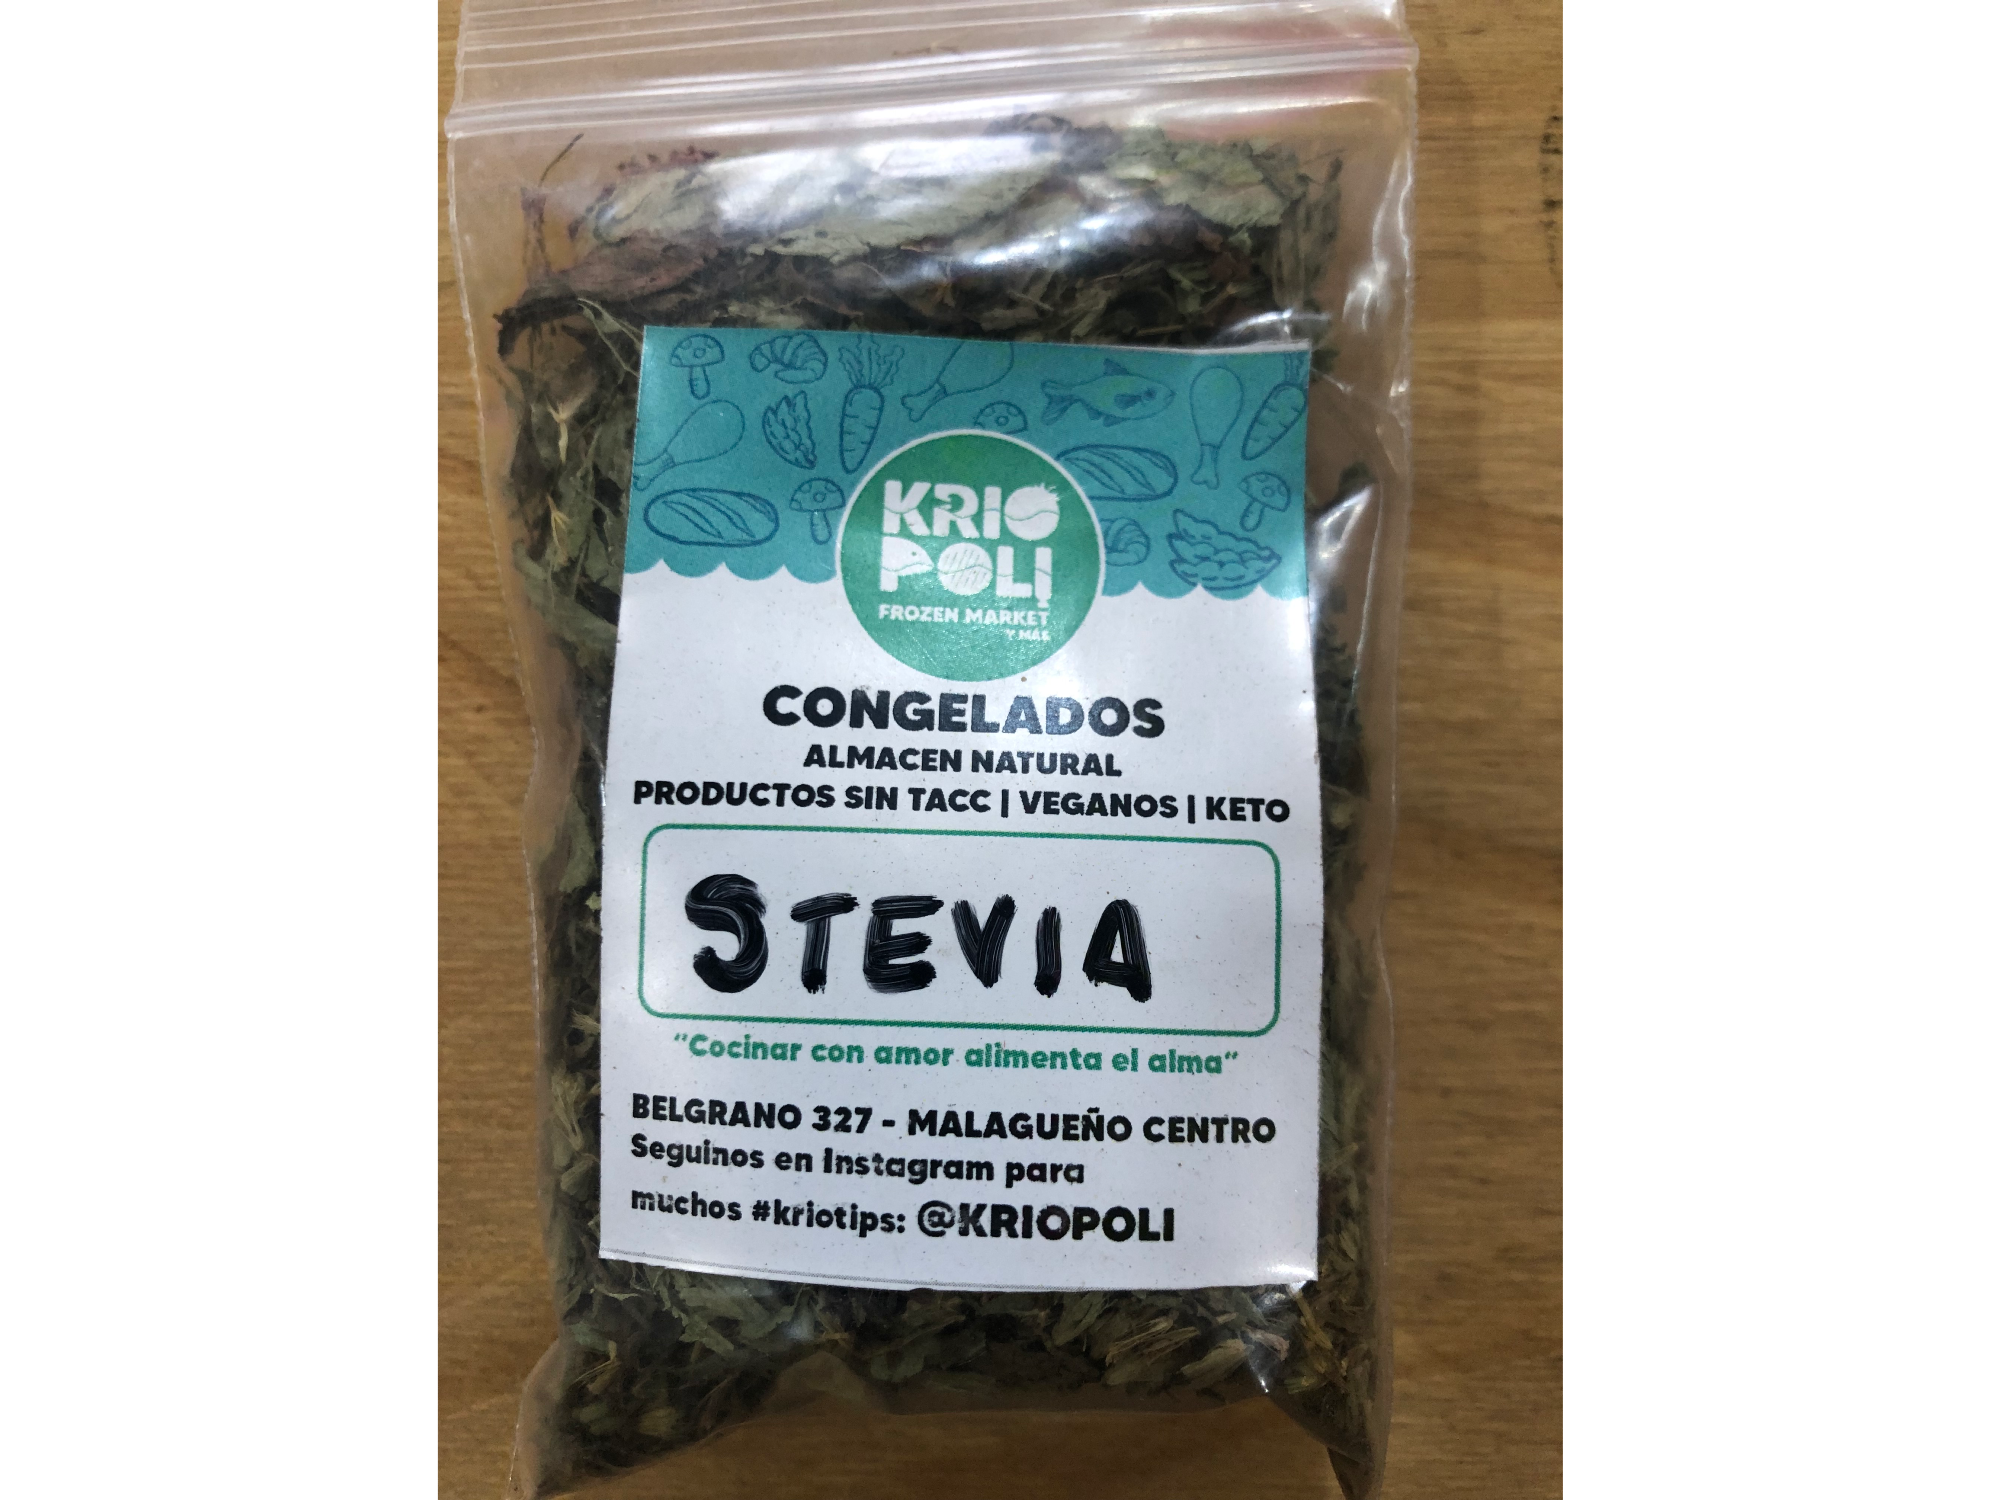 KRIO
POLI
FROZEN MARKET
Y MÁS
CONGELADOS
ALMACEN NATURAL
PRODUCTOS SIN TACC | VEGANOS | KETO
STEVIA
“Cocinar con amor alimenta el alma“
BELGRANO 327 - MALAGUEÑO CENTRO
Seguinos en Instagram para
muchos #kriotips: @KRIOPOLI